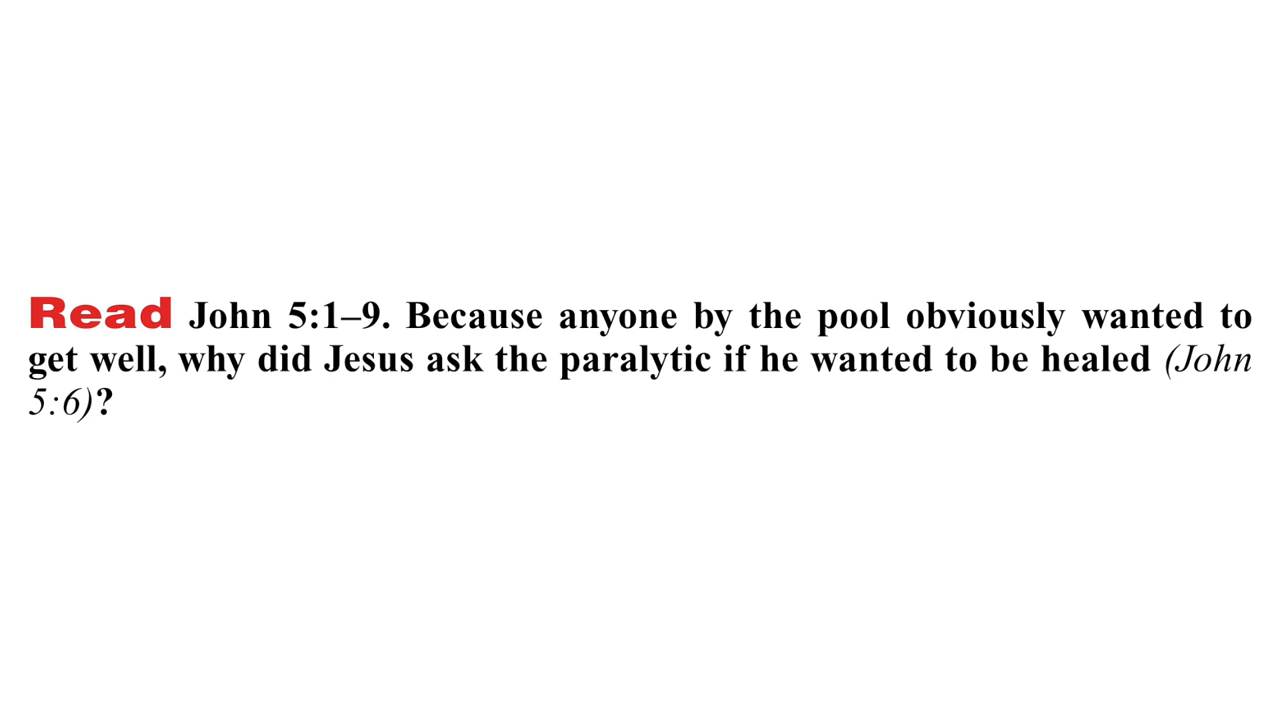 Read John 5:1–9. Because anyone by the pool obviously wanted to
get well, why did Jesus ask the paralytic if he wanted to be healed (John
5:6)?